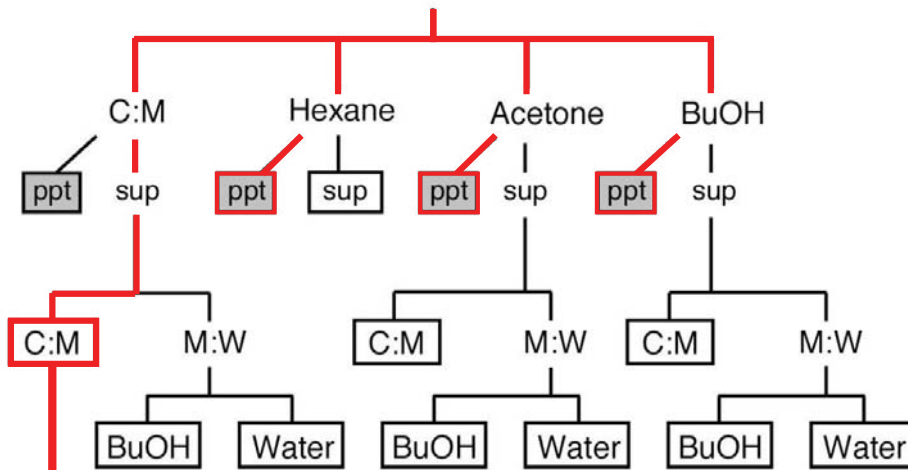 C:M Hexane Acetone BuOH
ppt sup ppt sup ppt sup ppt sup
C:M M:W C:M M:W C:M M:W
BuOH Water BuOH Water BuOH Water